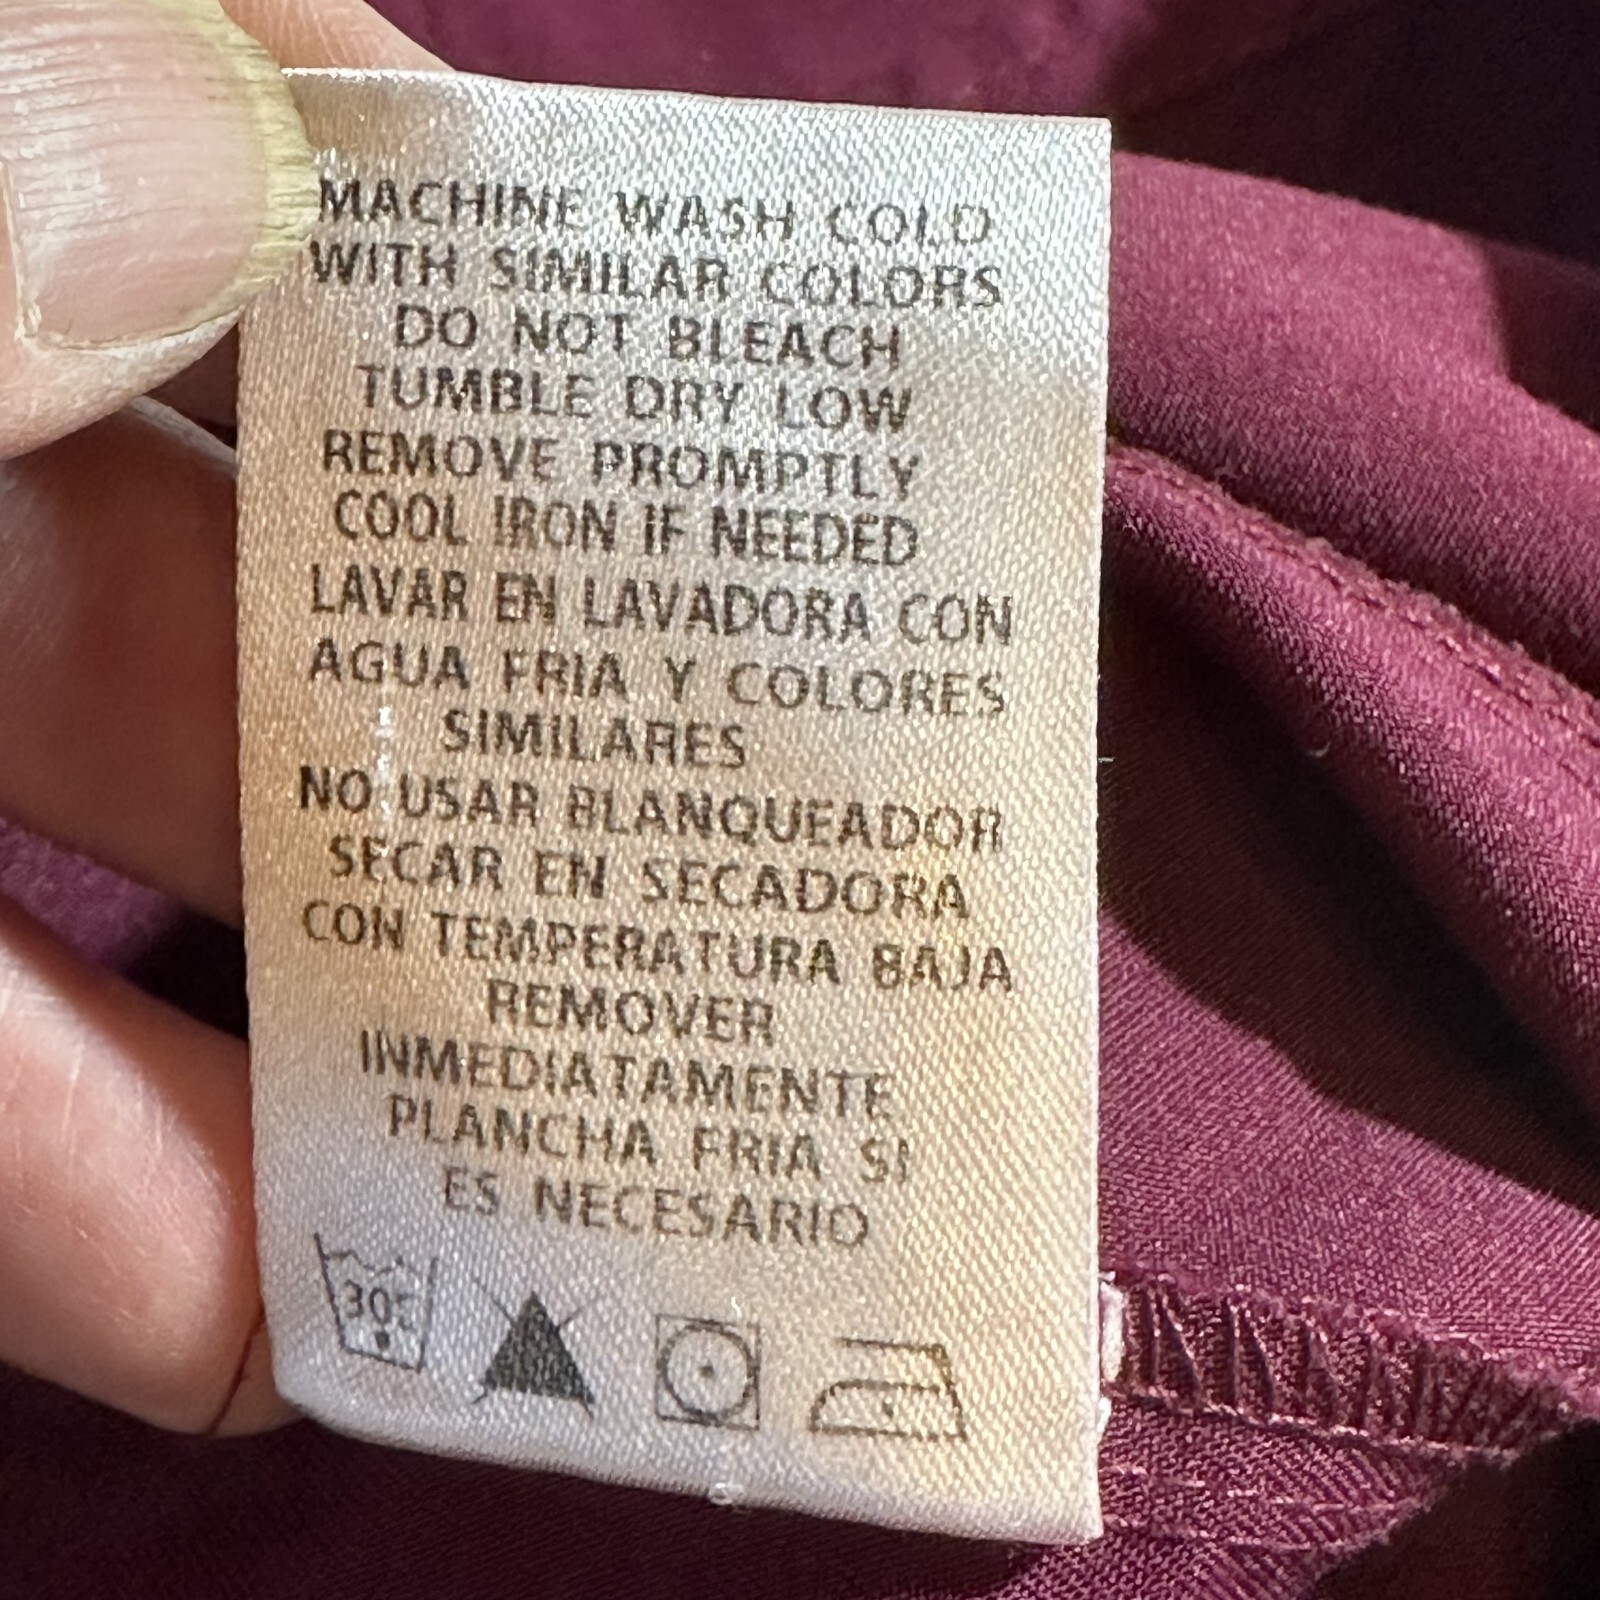 MACHINE WASH COLD
WITH SIMILAR COLORS
DO NOT BLEACH
TUMBLE DRY LOW
REMOVE PROMPTLY
COOL IRON IF NEEDED
LAVAR EN LAVADORA CON
AGUA FRIA Y COLORES
SIMILARES
NO USAR BLANQUEADOR
SECAR EN SECADORA
CON TEMPERATURA BAJA
REMOVER
INMEDIATAMENTE
PLANCHA FRIA SI
ES NECESARIO
30C